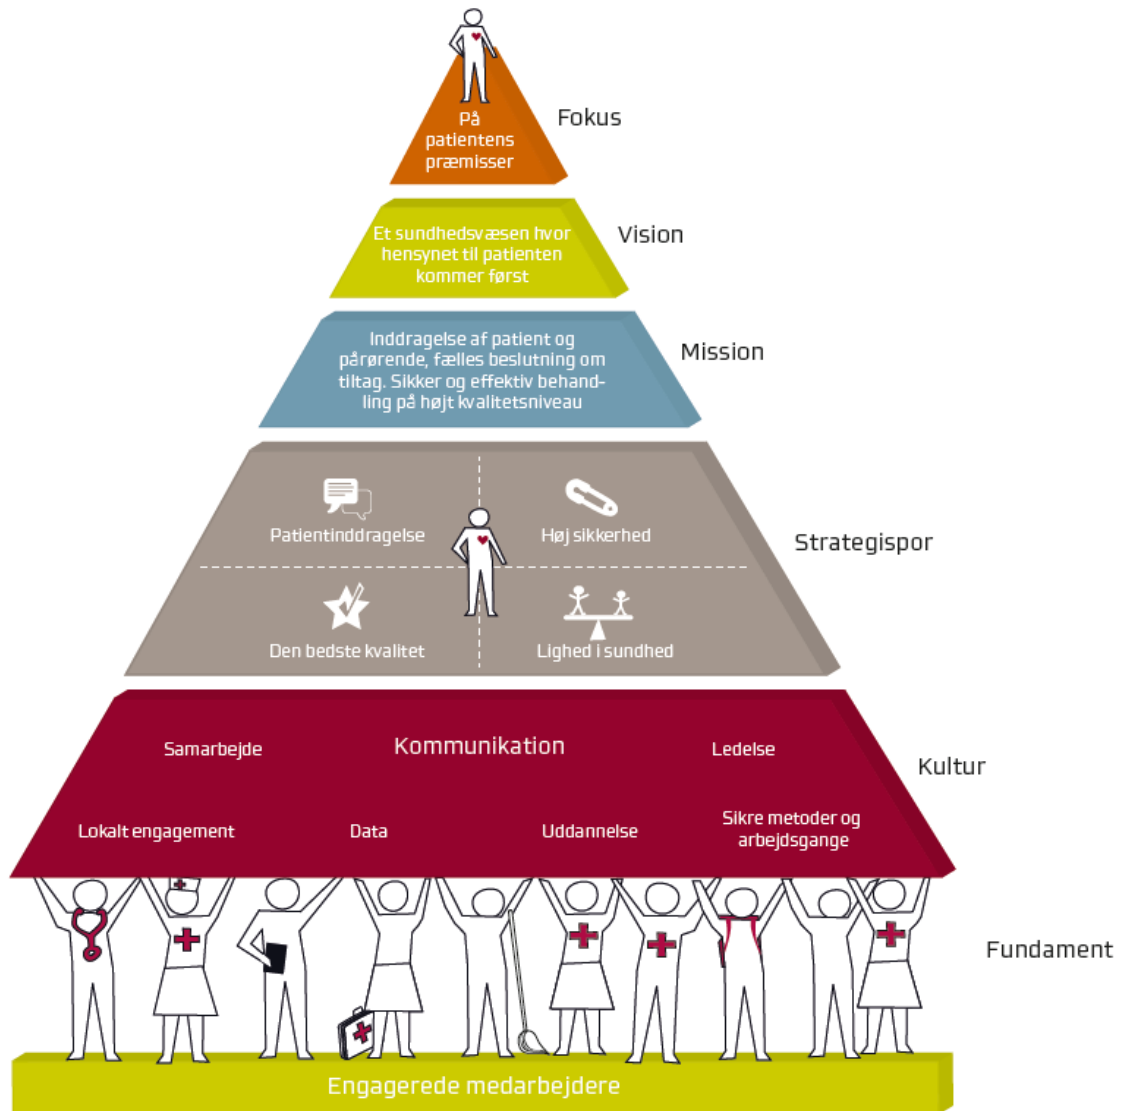 På
patientens
præmisser
Fokus
Et sundhedsvæsen hvor
hensynet til patienten
kommer først
Vision
Inddragelse af patient og
pårørende, fælles beslutning om
tiltag. Sikker og effektiv behand-
ling på højt kvalitetsniveau
Mission
Patientinddragelse
Høj sikkerhed
Den bedste kvalitet
Lighed i sundhed
Strategispor
Samarbejde
Kommunikation
Ledelse
Lokalt engagement
Data
Uddannelse
Sikre metoder og
arbejdsgange
Kultur
Fundament
Engagerede medarbejdere